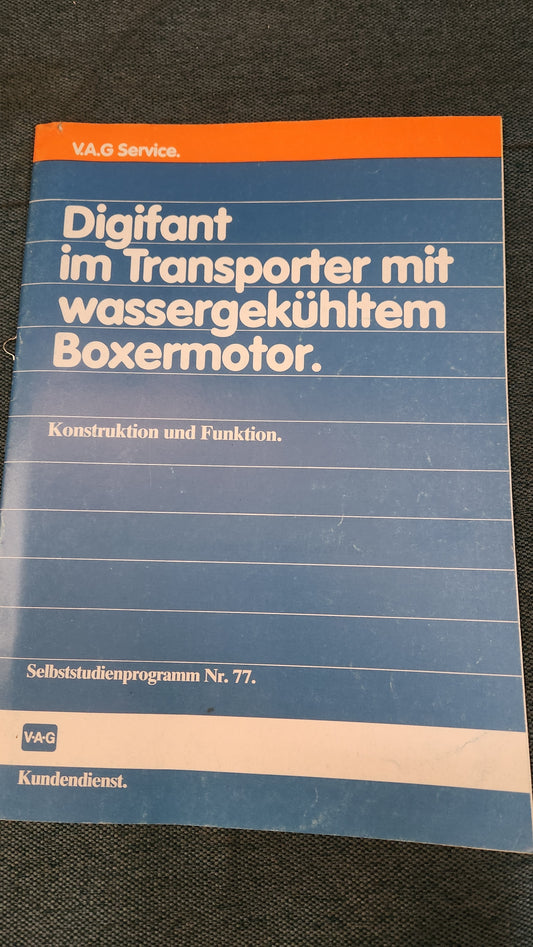 V.A.G Service.
Digifant
im Transporter mit
wassergekühltem
Boxermotor.
Konstruktion und Funktion.
Selbststudienprogramm Nr. 77.
V·A·G
Kundendienst.